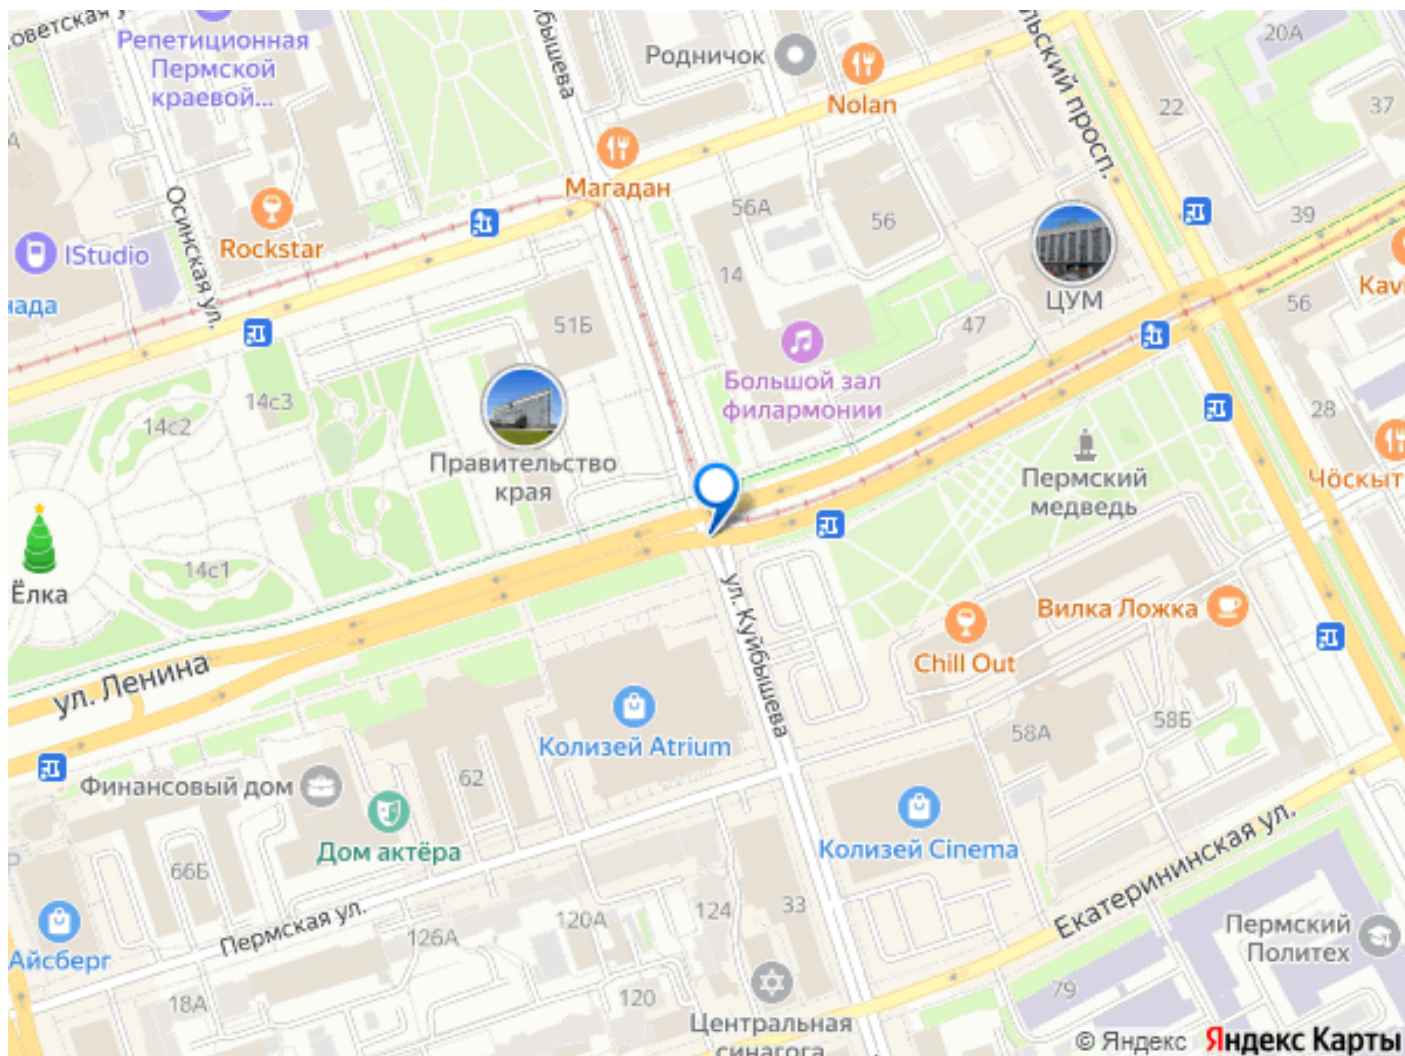 Репетиционная
Пермской
краевой...
Родничок
20А
Nolan
22
37
Магадан
56А
56
39
Осинская ул.
Rockstar
IStudio
14
ЦУМ
51Б
47
56
Большой зал
филармонии
14с3
14с2
28
Правительство
края
Пермский
медведь
14с1
Ёлка
ул. Ленина
ул. Куйбышева
Вилка Ложка
Chill Out
58Б
58А
Колизей Atrium
62
Финансовый дом
Дом актёра
Колизей Cinema
66Б
Екатерининская ул.
Пермская ул.
120А
124
33
126А
Айсберг
Пермский
Политех
18А
120
79
Центральная
синагога
© Яндекс Яндекс Карты